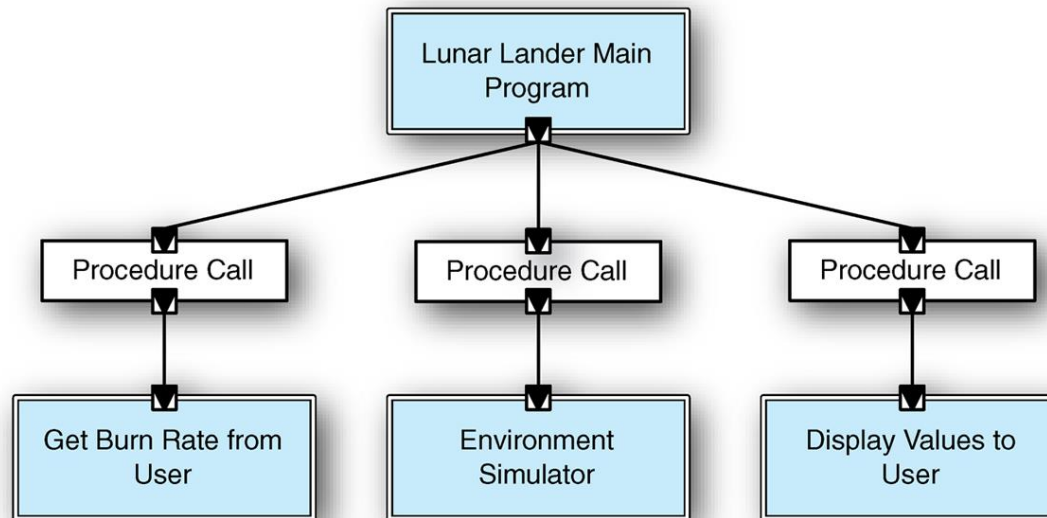 Lunar Lander Main
Program
Procedure Call
Procedure Call
Procedure Call
Get Burn Rate from
User
Environment
Simulator
Display Values to
User